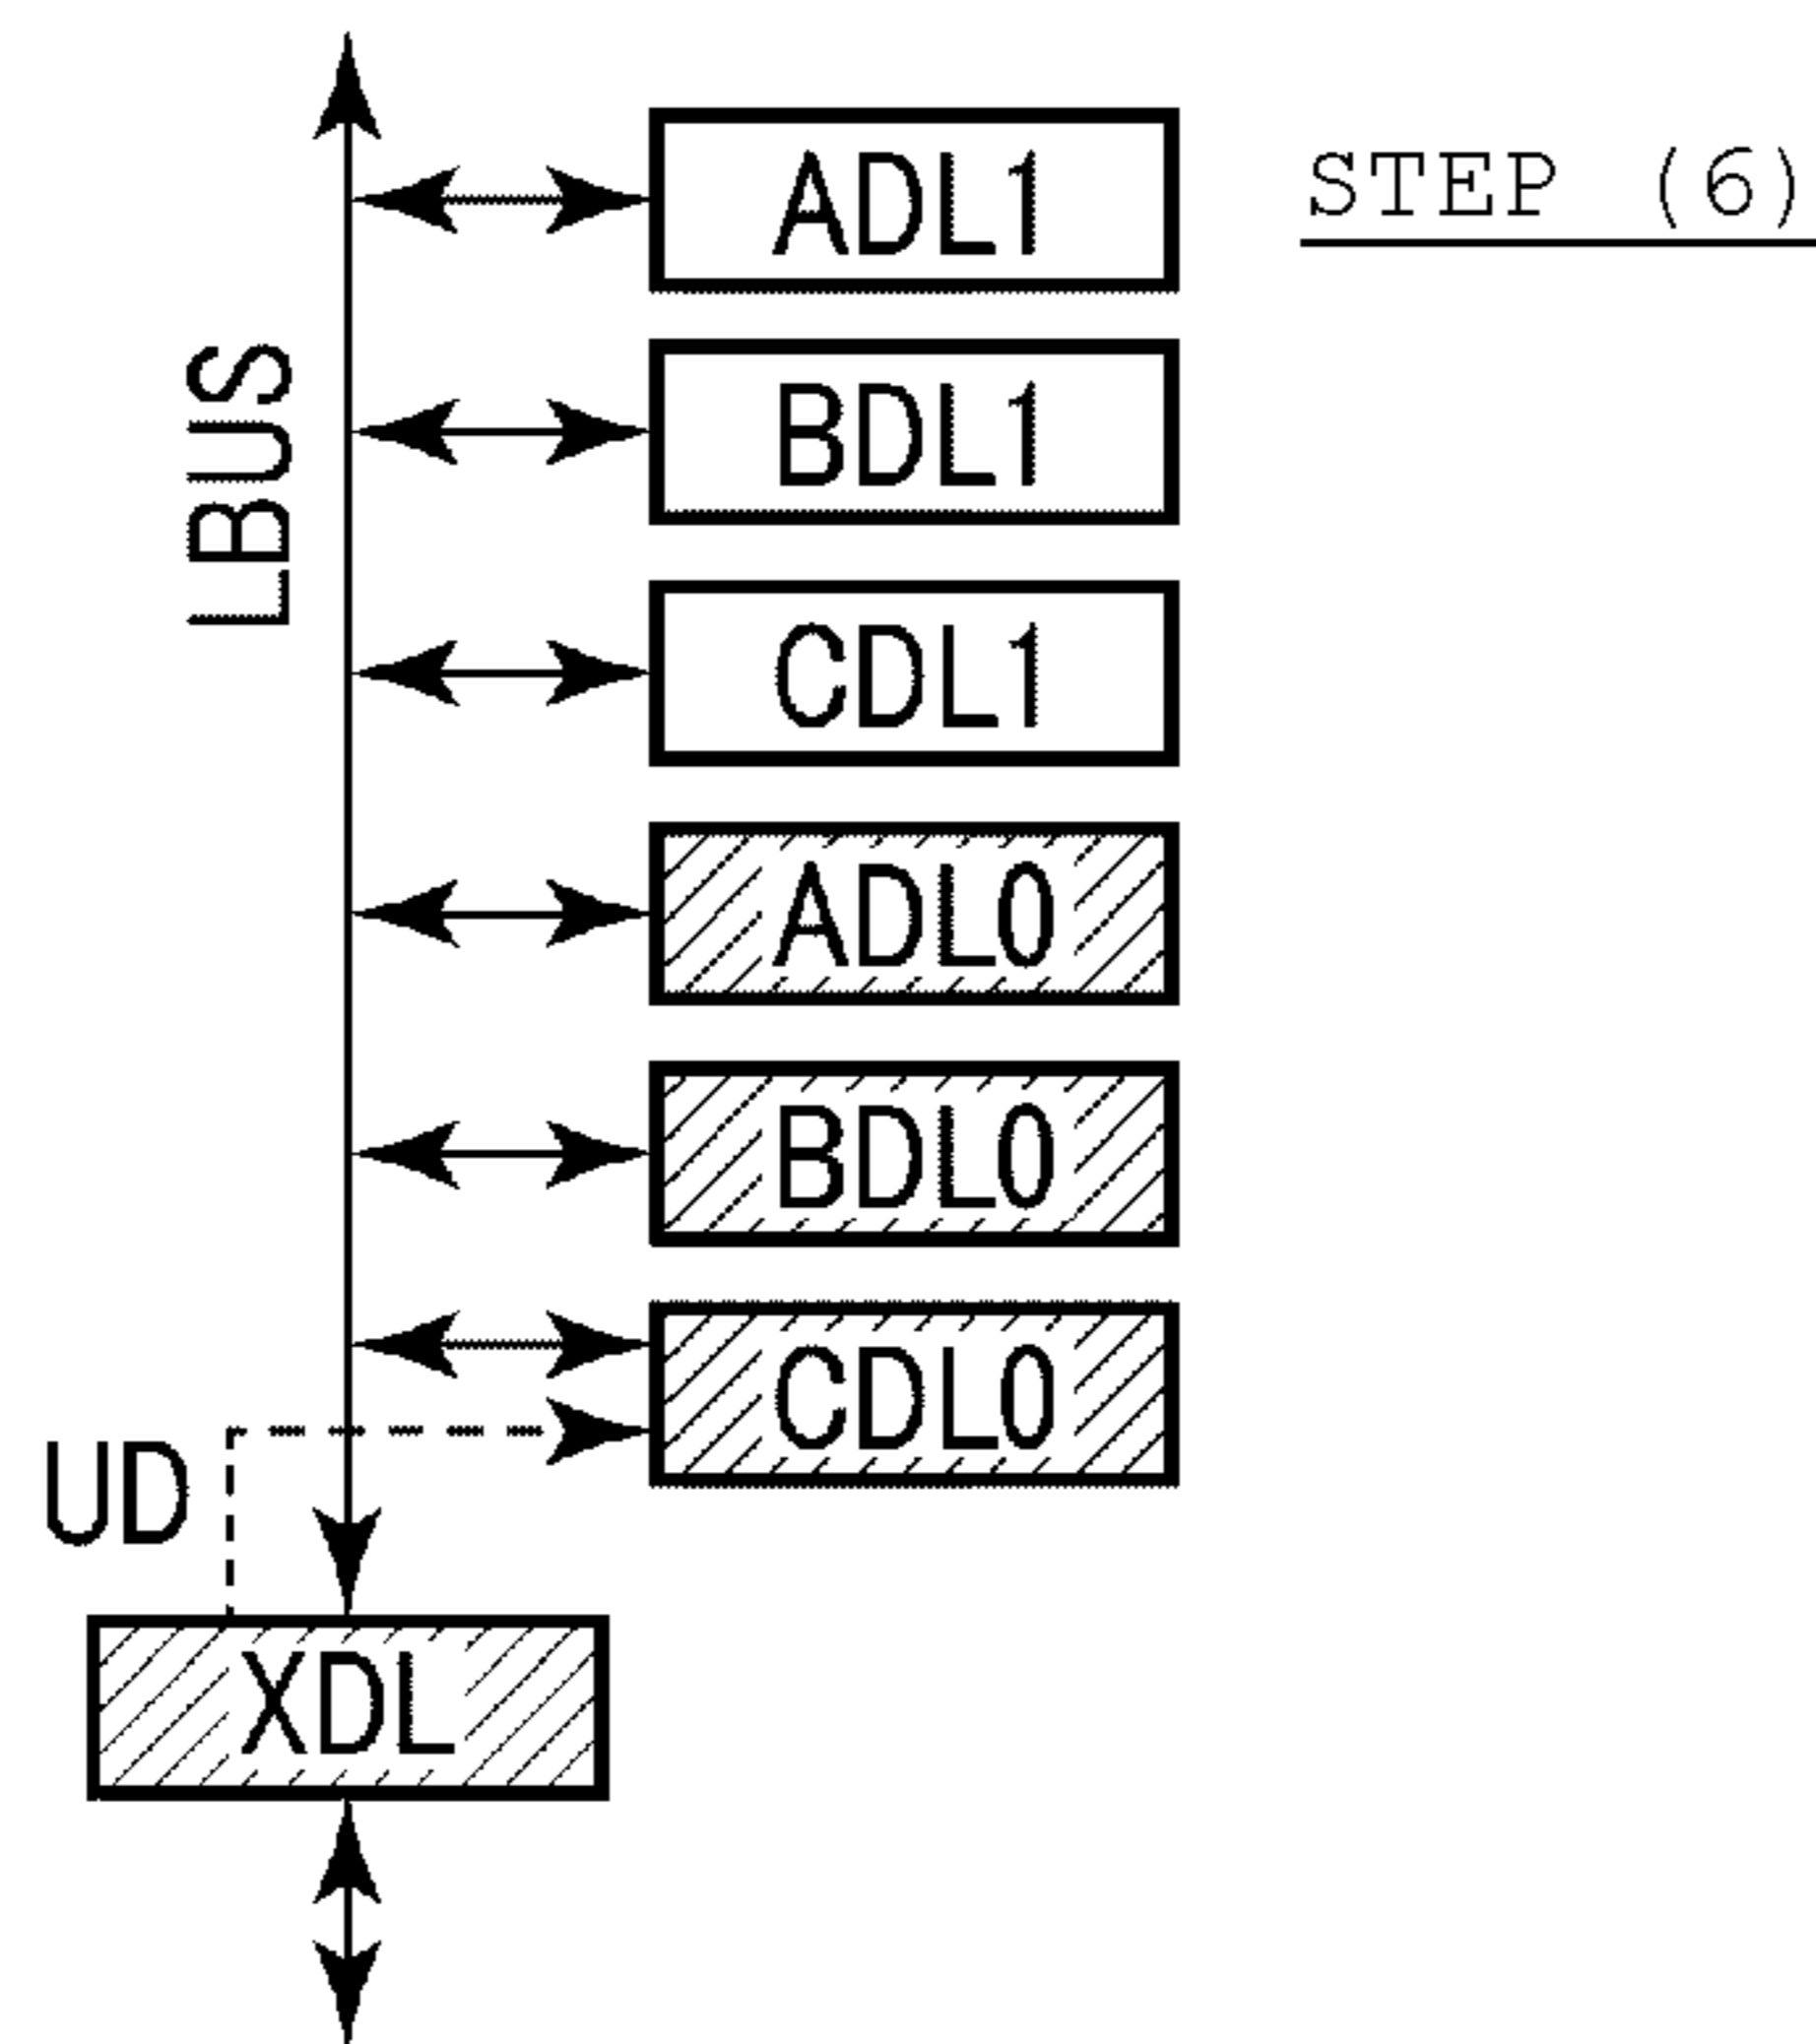 ADL1
STEP (6)
LBUS
BDL1
CDL1
ADL0
BDL0
CDL0
UD
XDL